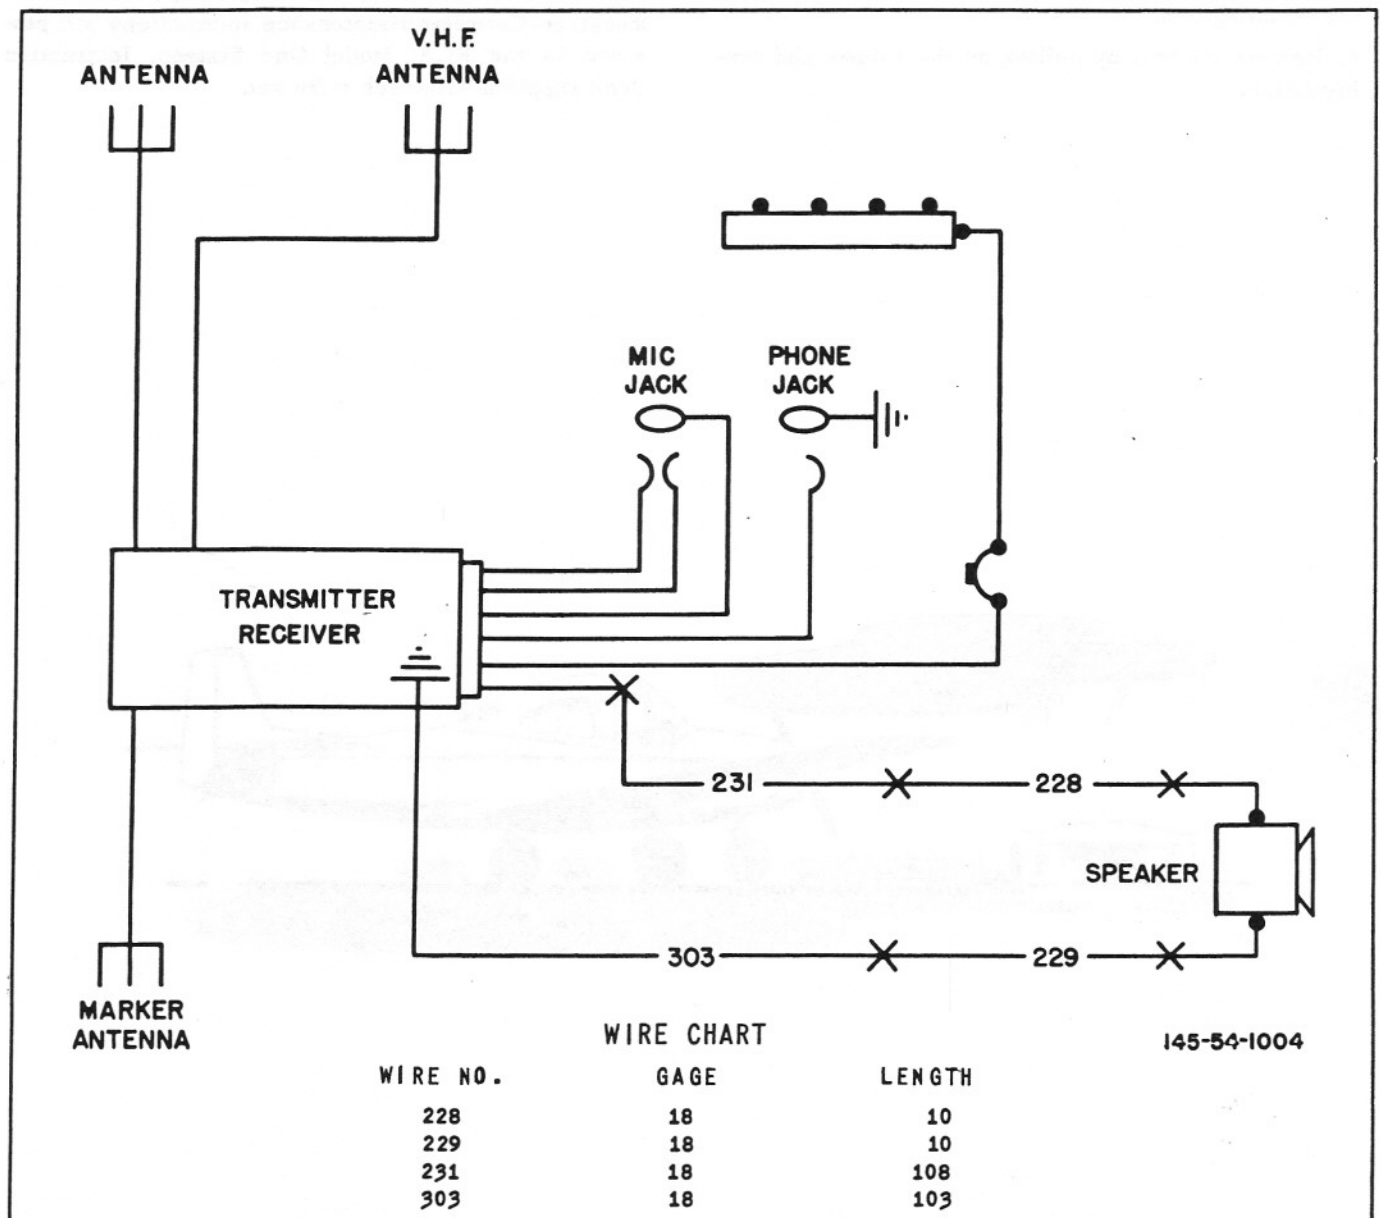 V.H.F.
ANTENNA
ANTENNA
MIC
JACK
PHONE
JACK
TRANSMITTER
RECEIVER
231
228
SPEAKER
303
229
MARKER
ANTENNA
145-54-1004
WIRE CHART
WIRE NO. GAGE LENGTH
228 18 10
229 18 10
231 18 108
303 18 103